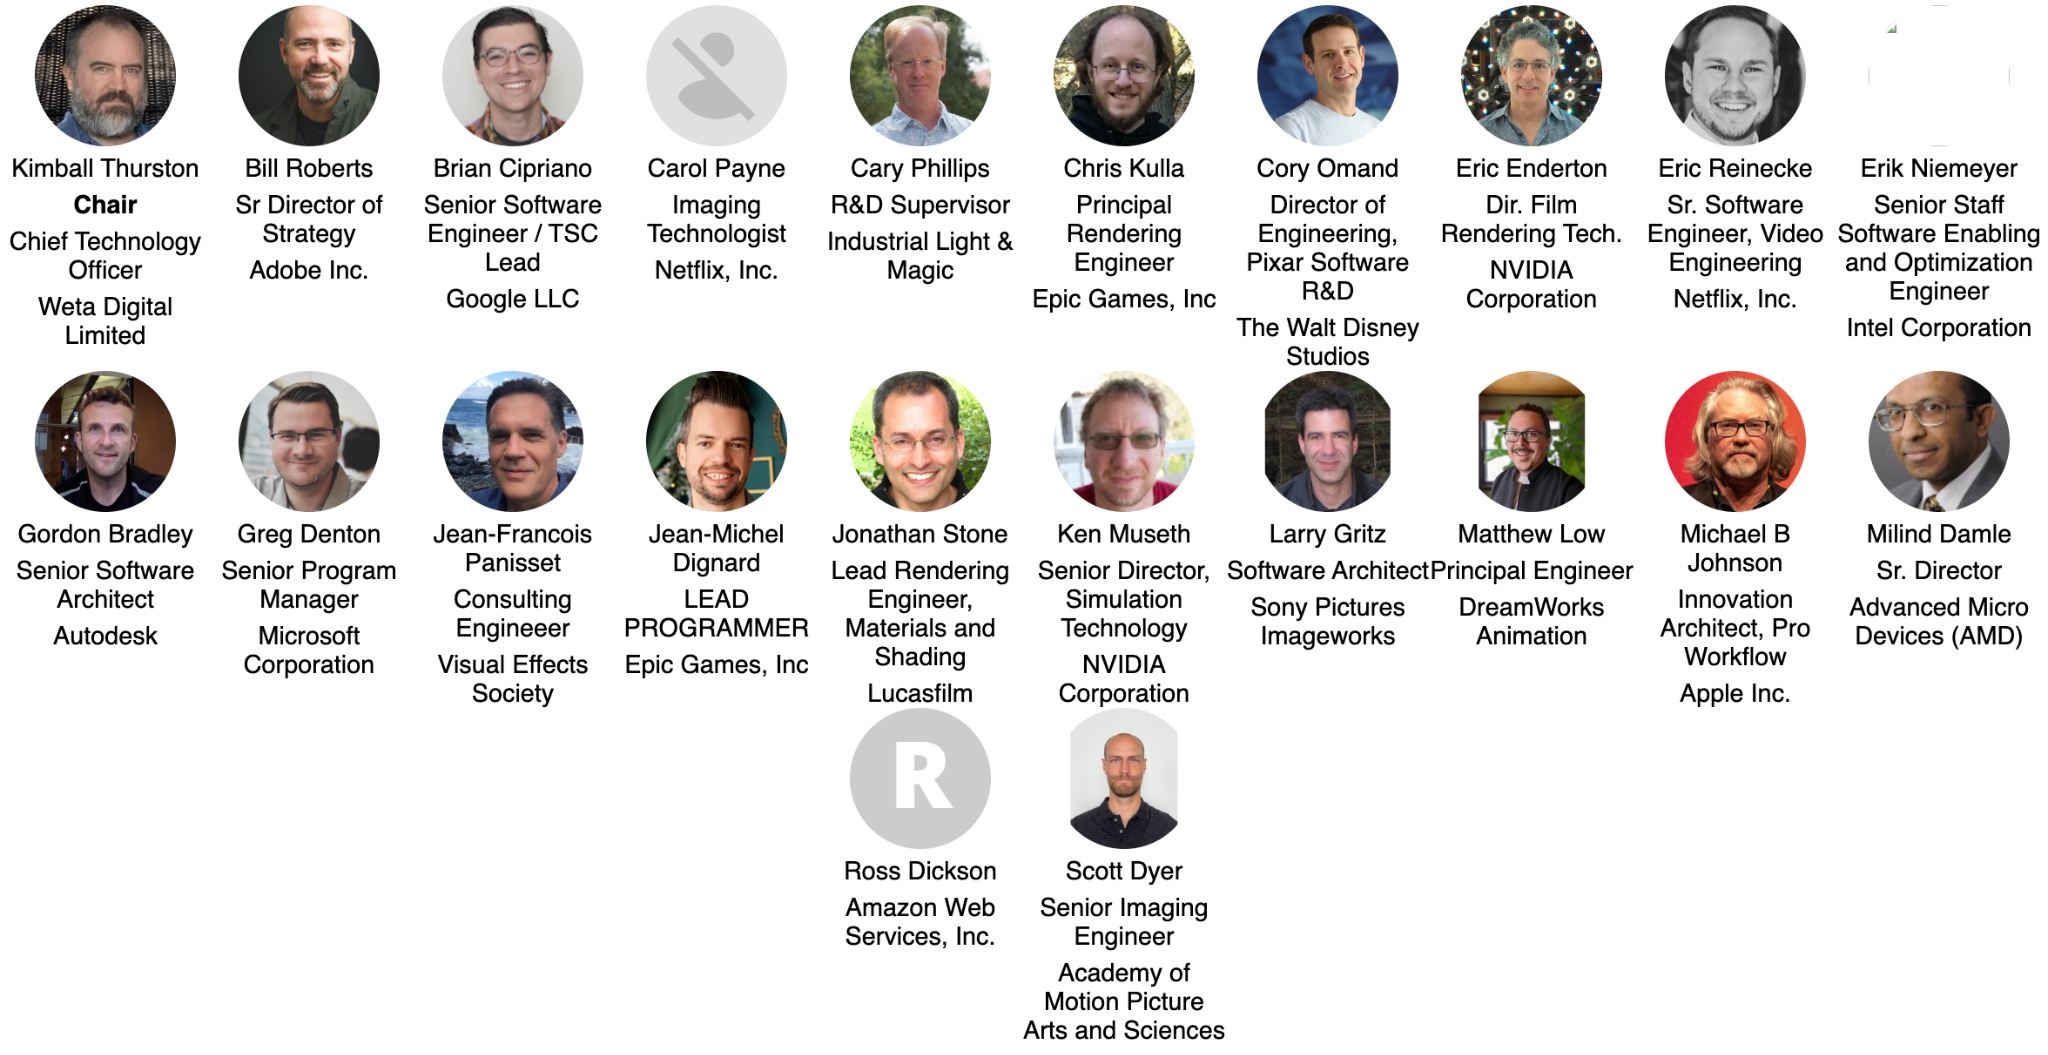 Kimball Thurston
Chair
Chief Technology
Officer
Weta Digital
Limited
Bill Roberts
Sr Director of
Strategy
Adobe Inc.
Brian Cipriano
Senior Software
Engineer / TSC
Lead
Google LLC
Carol Payne
Imaging
Technologist
Netflix, Inc.
Cary Phillips
R&D Supervisor
Industrial Light &
Magic
Chris Kulla
Principal
Rendering
Engineer
Epic Games, Inc
Cory Omand
Director of
Engineering,
Pixar Software
R&D
The Walt Disney
Studios
Eric Enderton
Dir. Film
Rendering Tech.
NVIDIA
Corporation
Eric Reinecke
Sr. Software
Engineer, Video
Engineering
Netflix, Inc.
Erik Niemeyer
Senior Staff
Software Enabling
and Optimization
Engineer
Intel Corporation
Gordon Bradley
Senior Software
Architect
Autodesk
Greg Denton
Senior Program
Manager
Microsoft
Corporation
Jean-Francois
Panisset
Consulting
Engineeer
Visual Effects
Society
Jean-Michel
Dignard
LEAD
PROGRAMMER
Epic Games, Inc
Jonathan Stone
Lead Rendering
Engineer,
Materials and
Shading
Lucasfilm
Ken Museth
Senior Director,
Simulation
Technology
NVIDIA
Corporation
Larry Gritz
Software Architect
Sony Pictures
Imageworks
Matthew Low
Principal Engineer
DreamWorks
Animation
Michael B
Johnson
Innovation
Architect, Pro
Workflow
Apple Inc.
Milind Damle
Sr. Director
Advanced Micro
Devices (AMD)
R
Ross Dickson
Amazon Web
Services, Inc.
Scott Dyer
Senior Imaging
Engineer
Academy of
Motion Picture
Arts and Sciences